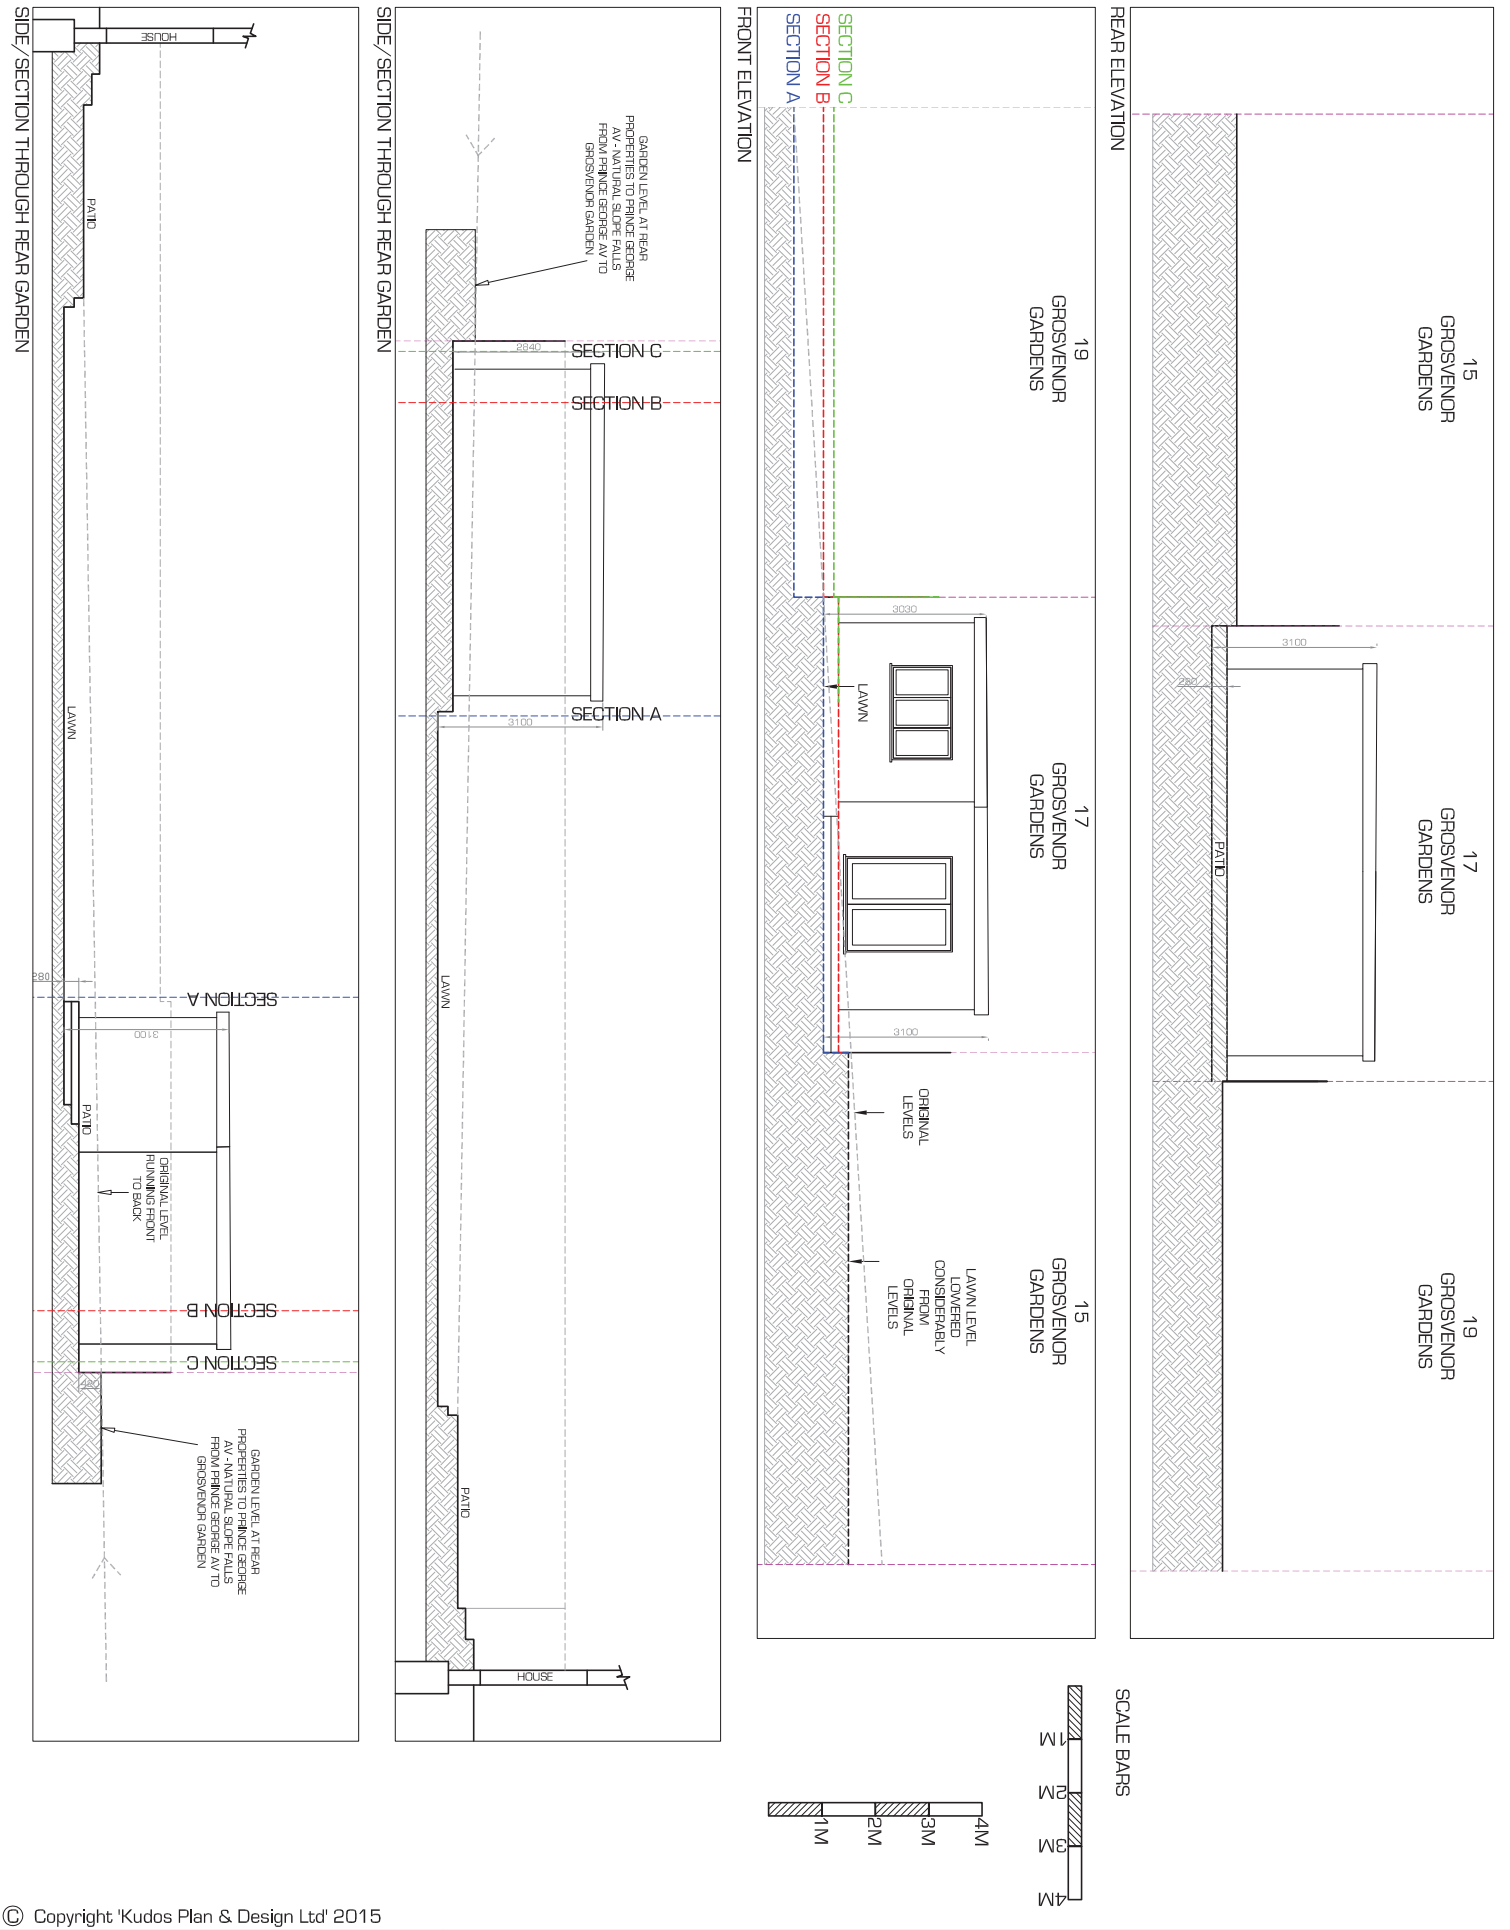 REAR ELEVATION
15
GROSVENOR
GARDENS
17
GROSVENOR
GARDENS
19
GROSVENOR
GARDENS
3100
280
PATIO
SCALE BARS
1M
2M
3M
4M
1M
2M
3M
4M
FRONT ELEVATION
SECTION C
SECTION B
SECTION A
19
GROSVENOR
GARDENS
17
GROSVENOR
GARDENS
15
GROSVENOR
GARDENS
3030
LAWN
3100
ORIGINAL
LEVELS
LAWN LEVEL
LOWERED
CONSIDERABLY
FROM
ORIGINAL
LEVELS
SIDE/SECTION THROUGH REAR GARDEN
GARDEN LEVEL AT REAR
PROPERTIES TO PRINCE GEORGE
AV - NATURAL SLOPE FALLS
FROM PRINCE GEORGE AV TO
GROSVENOR GARDEN
SECTION C
2840
SECTION B
SECTION A
3100
LAWN
PATIO
HOUSE
SIDE/SECTION THROUGH REAR GARDEN
HOUSE
PATIO
LAWN
280
SECTION A
3100
PATIO
ORIGINAL LEVEL
RUNNING FRONT
TO BACK
SECTION B
SECTION C
420
GARDEN LEVEL AT REAR
PROPERTIES TO PRINCE GEORGE
AV - NATURAL SLOPE FALLS
FROM PRINCE GEORGE AV TO
GROSVENOR GARDEN
© Copyright 'Kudos Plan & Design Ltd' 2015